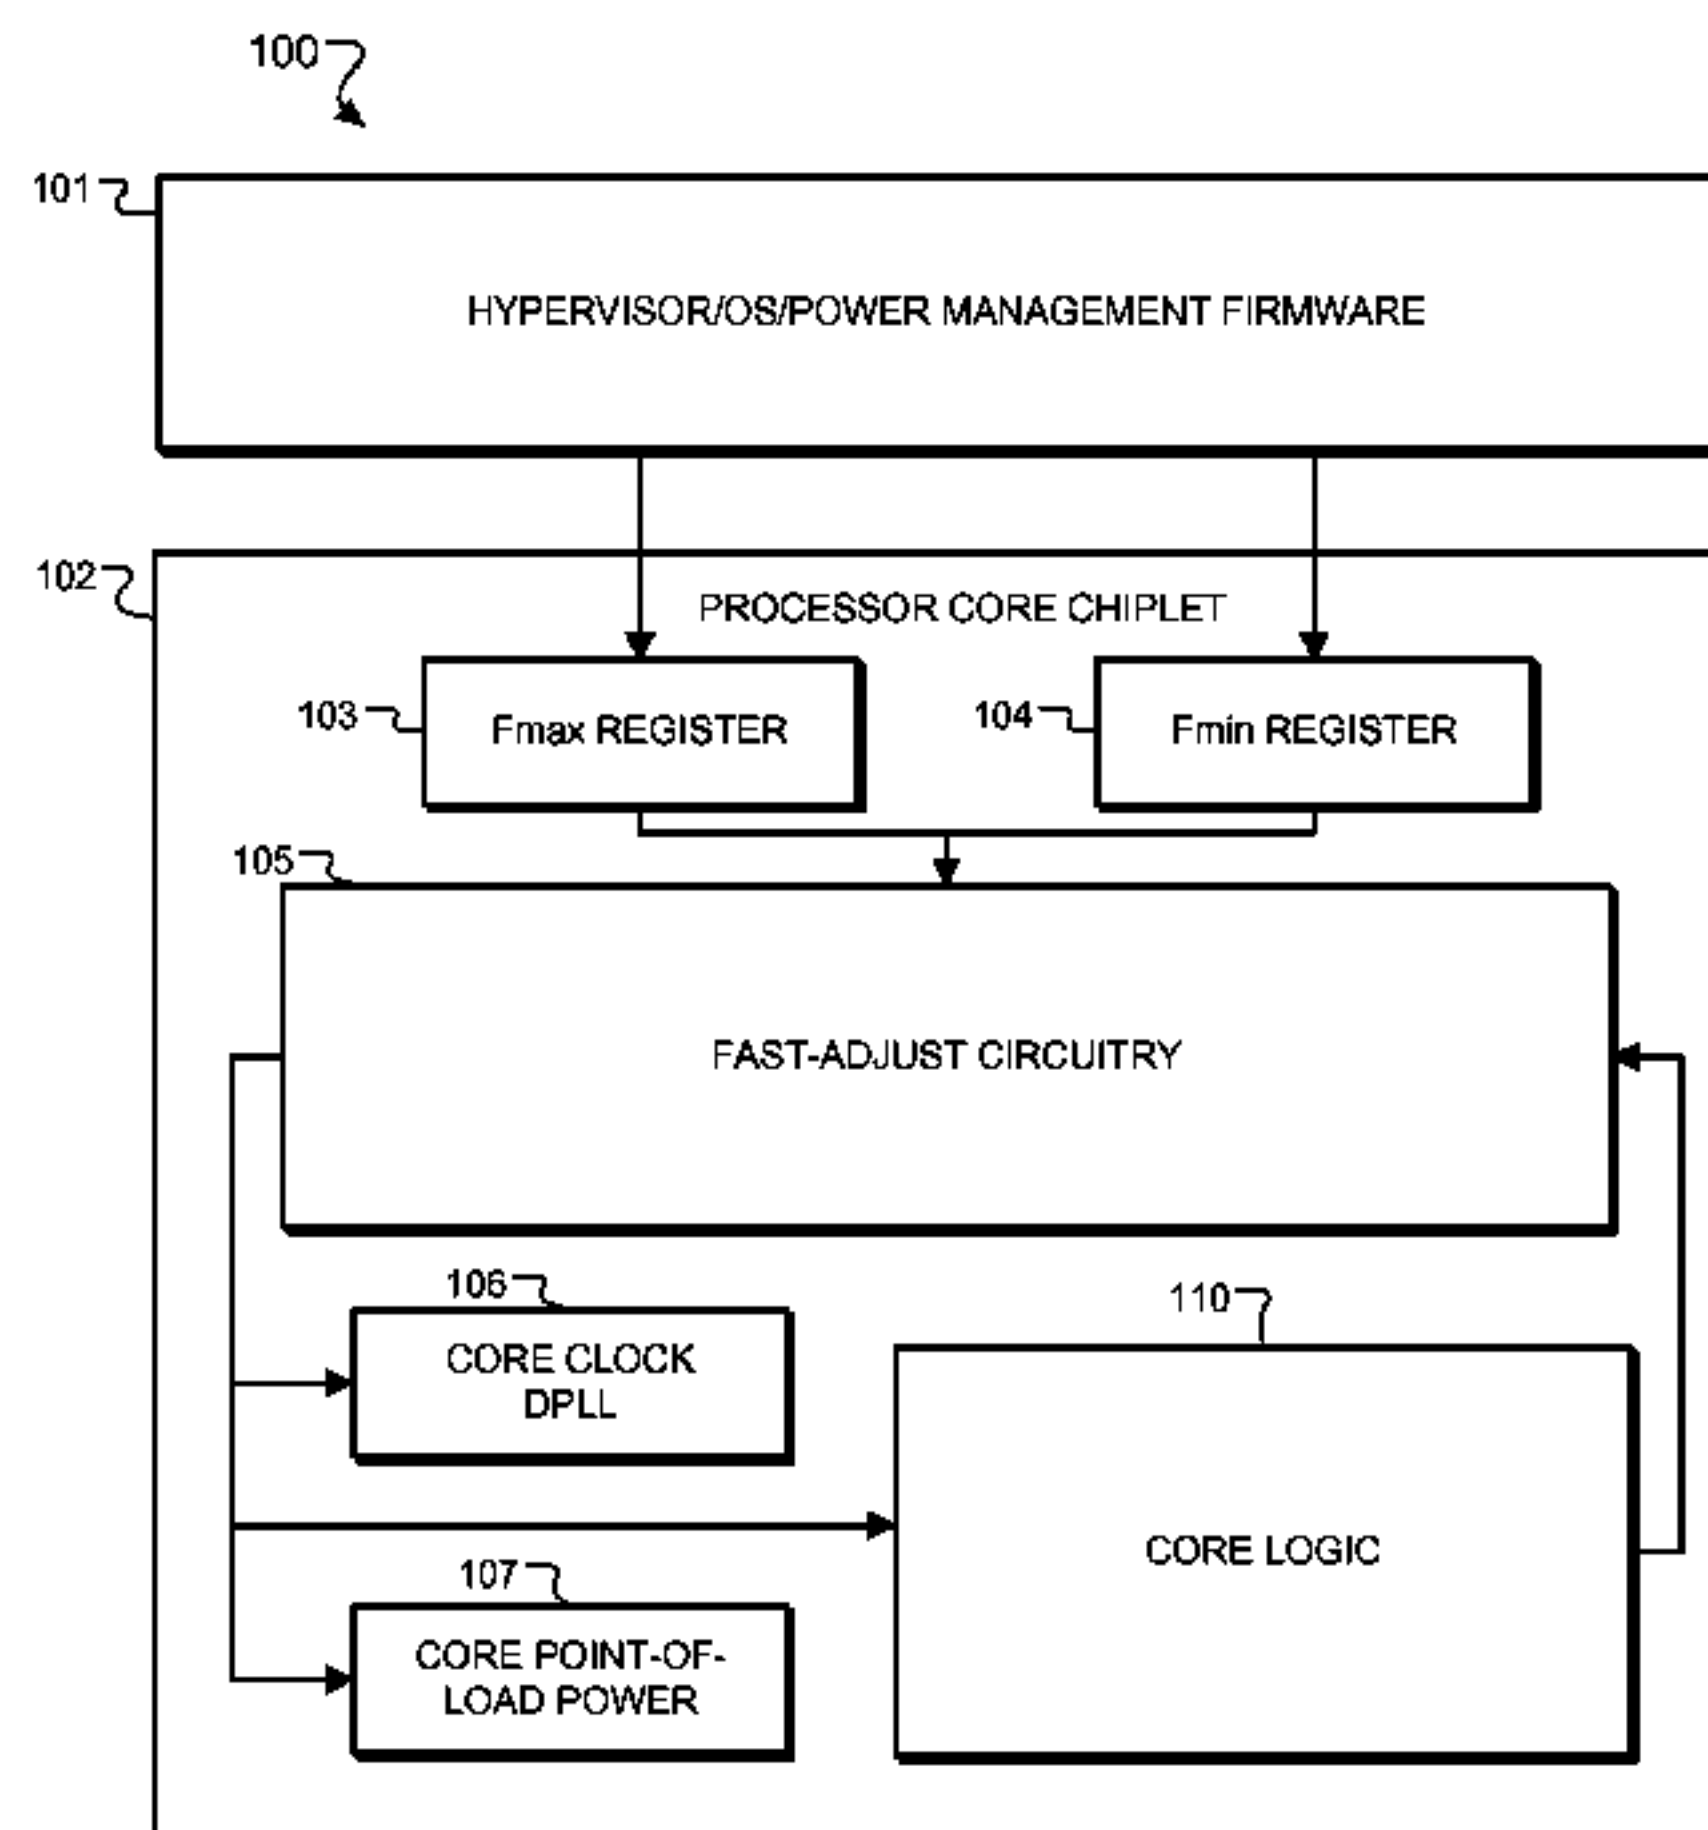 100
101
HYPERVISOR/OS/POWER MANAGEMENT FIRMWARE
102
PROCESSOR CORE CHIPLET
103
Fmax REGISTER
104
Fmin REGISTER
105
FAST-ADJUST CIRCUITRY
106
CORE CLOCK
DPLL
110
CORE LOGIC
107
CORE POINT-OF-
LOAD POWER